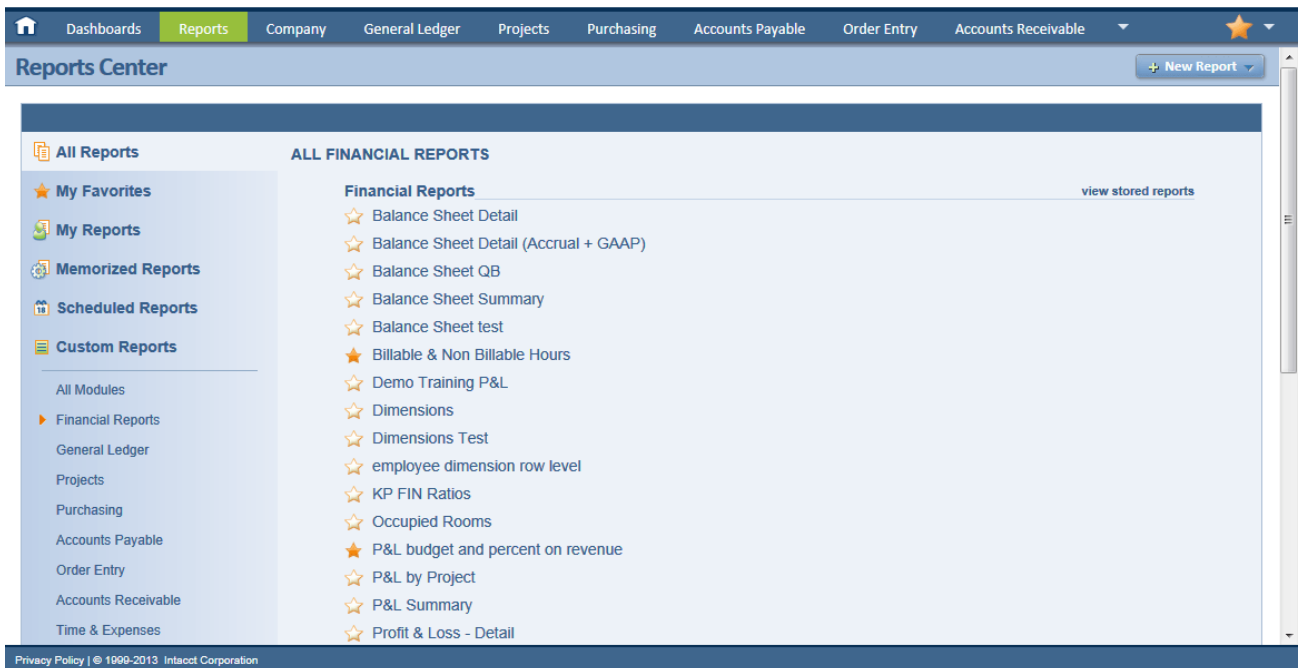 Dashboards Reports Company General Ledger Projects Purchasing Accounts Payable Order Entry Accounts Receivable
Reports Center
New Report
All Reports
My Favorites
My Reports
Memorized Reports
18 Scheduled Reports
Custom Reports
All Modules
Financial Reports
General Ledger
Projects
Purchasing
Accounts Payable
Order Entry
Accounts Receivable
Time & Expenses
ALL FINANCIAL REPORTS
Financial Reports view stored reports
Balance Sheet Detail
Balance Sheet Detail (Accrual + GAAP)
Balance Sheet QB
Balance Sheet Summary
Balance Sheet test
Billable & Non Billable Hours
Demo Training P&L
Dimensions
Dimensions Test
employee dimension row level
KP FIN Ratios
Occupied Rooms
P&L budget and percent on revenue
P&L by Project
P&L Summary
Profit & Loss - Detail
Privacy Policy | © 1999-2013 Intacct Corporation